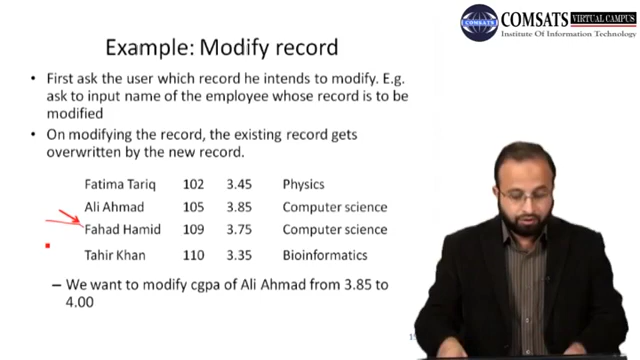 COMSATS VIRTUAL CAMPUS
Institute Of Information Technology
Example: Modify record
• First ask the user which record he intends to modify. E.g.
ask to input name of the employee whose record is to be
modified
• On modifying the record, the existing record gets
overwritten by the new record.
Fatima Tariq 102 3.45 Physics
Ali Ahmad 105 3.85 Computer science
Fahad Hamid 109 3.75 Computer science
Tahir Khan 110 3.35 Bioinformatics
– We want to modify cgpa of Ali Ahmad from 3.85 to
4.00